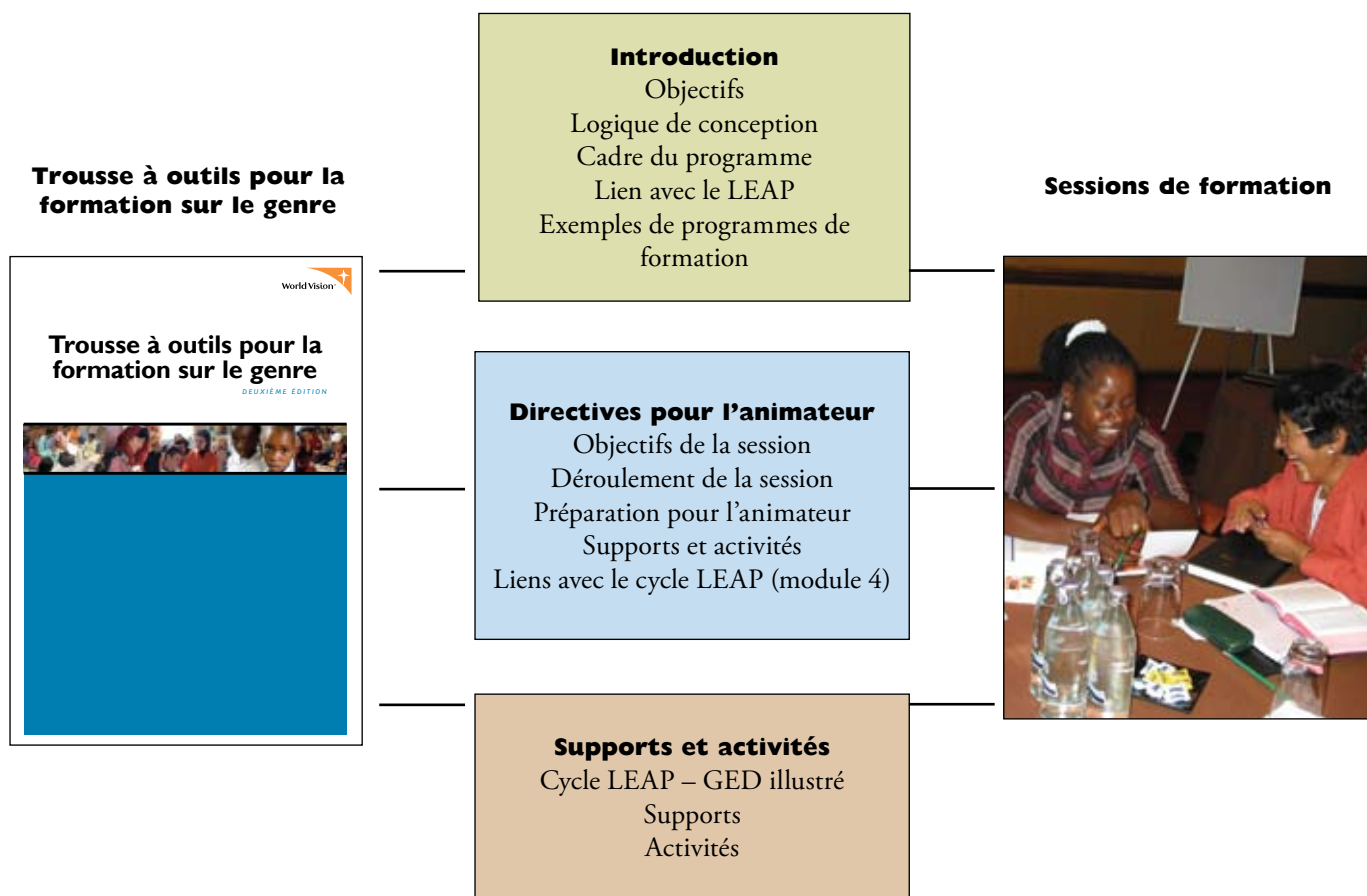 Trousse à outils pour la
formation sur le genre
World Vision
Trousse à outils pour la
formation sur le genre
DEUXIÈME ÉDITION
Introduction
Objectifs
Logique de conception
Cadre du programme
Lien avec le LEAP
Exemples de programmes de
formation
Directives pour l’animateur
Objectifs de la session
Déroulement de la session
Préparation pour l’animateur
Supports et activités
Liens avec le cycle LEAP (module 4)
Supports et activités
Cycle LEAP – GED illustré
Supports
Activités
Sessions de formation